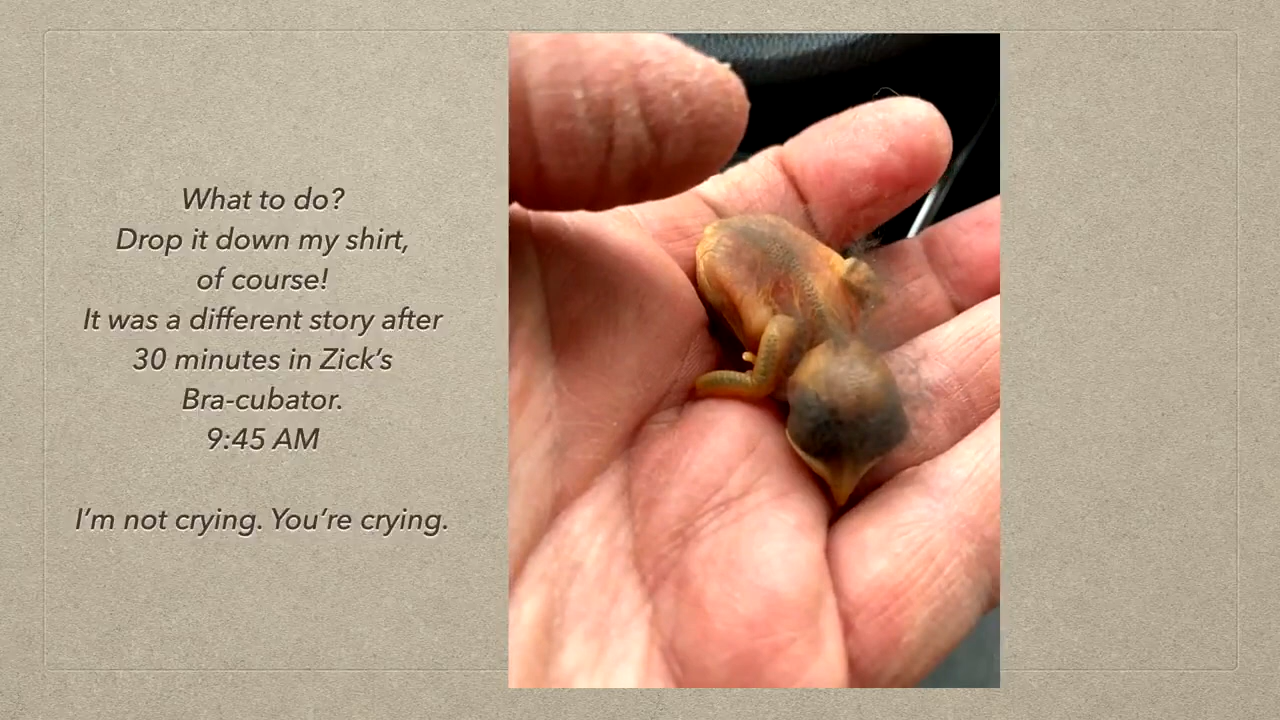 What to do?
Drop it down my shirt,
of course!
It was a different story after
30 minutes in Zick’s
Bra-cubator.
9:45 AM
I’m not crying. You’re crying.